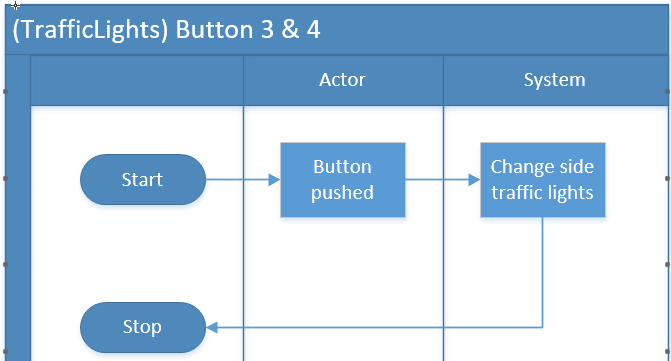 (TrafficLights) Button 3 & 4
Actor
System
Start
Button
pushed
Change side
traffic lights
Stop